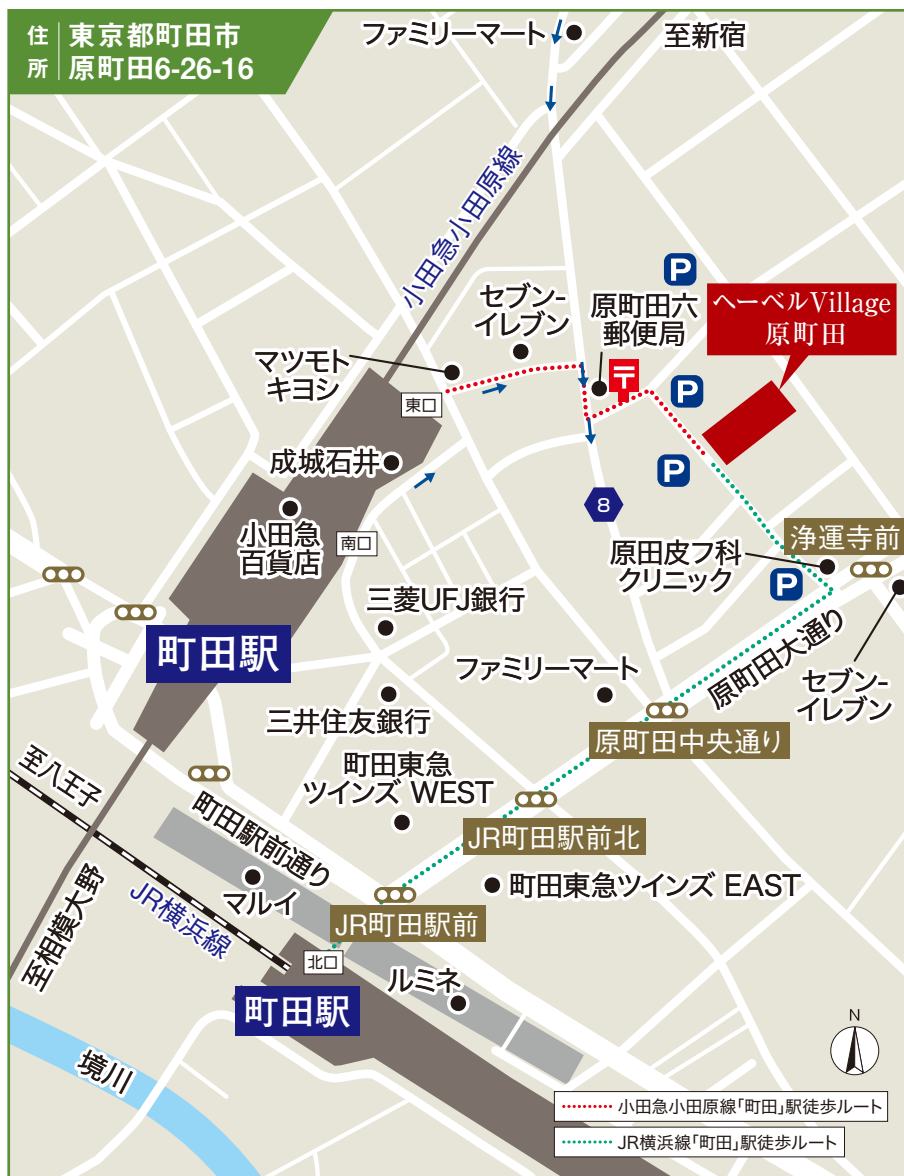 住所
東京都町田市
原町田6-26-16
ファミリーマート
至新宿
小田急小田原線
P
セブン-
イレブン
原町田六
郵便局
ヘーベルVillage
原町田
マツモト
キヨシ
〒
P
東口
成城石井
P
8
小田急
百貨店
南口
浄運寺前
原田皮フ科
クリニック
P
三菱UFJ銀行
町田駅
ファミリーマート
原町田大通り
セブン-
イレブン
三井住友銀行
原町田中央通り
町田東急
ツインズ WEST
至八王子
町田駅前通り
JR町田駅前北
マルイ
町田東急ツインズ EAST
JR横浜線
JR町田駅前
至相模大野
北口
ルミネ
町田駅
境川
N
小田急小田原線「町田」駅徒歩ルート
JR横浜線「町田」駅徒歩ルート